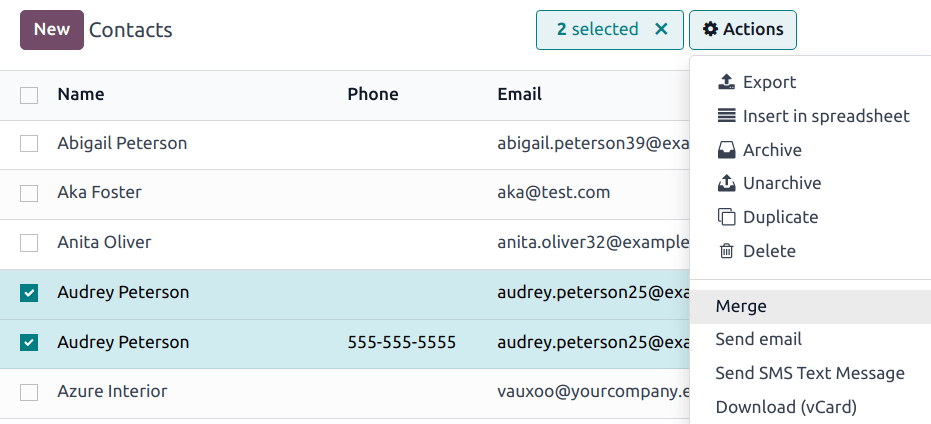 New Contacts 2 selected ✕ Actions
Name Phone Email
Export
Insert in spreadsheet
Abigail Peterson abigail.peterson39@exa
Archive
Aka Foster aka@test.com
Unarchive
Duplicate
Anita Oliver anita.oliver32@example
Delete
Audrey Peterson audrey.peterson25@exa
Merge
Audrey Peterson 555-555-5555 audrey.peterson25@exa
Send email
Send SMS Text Message
Azure Interior vauxoo@yourcompany.e
Download (vCard)